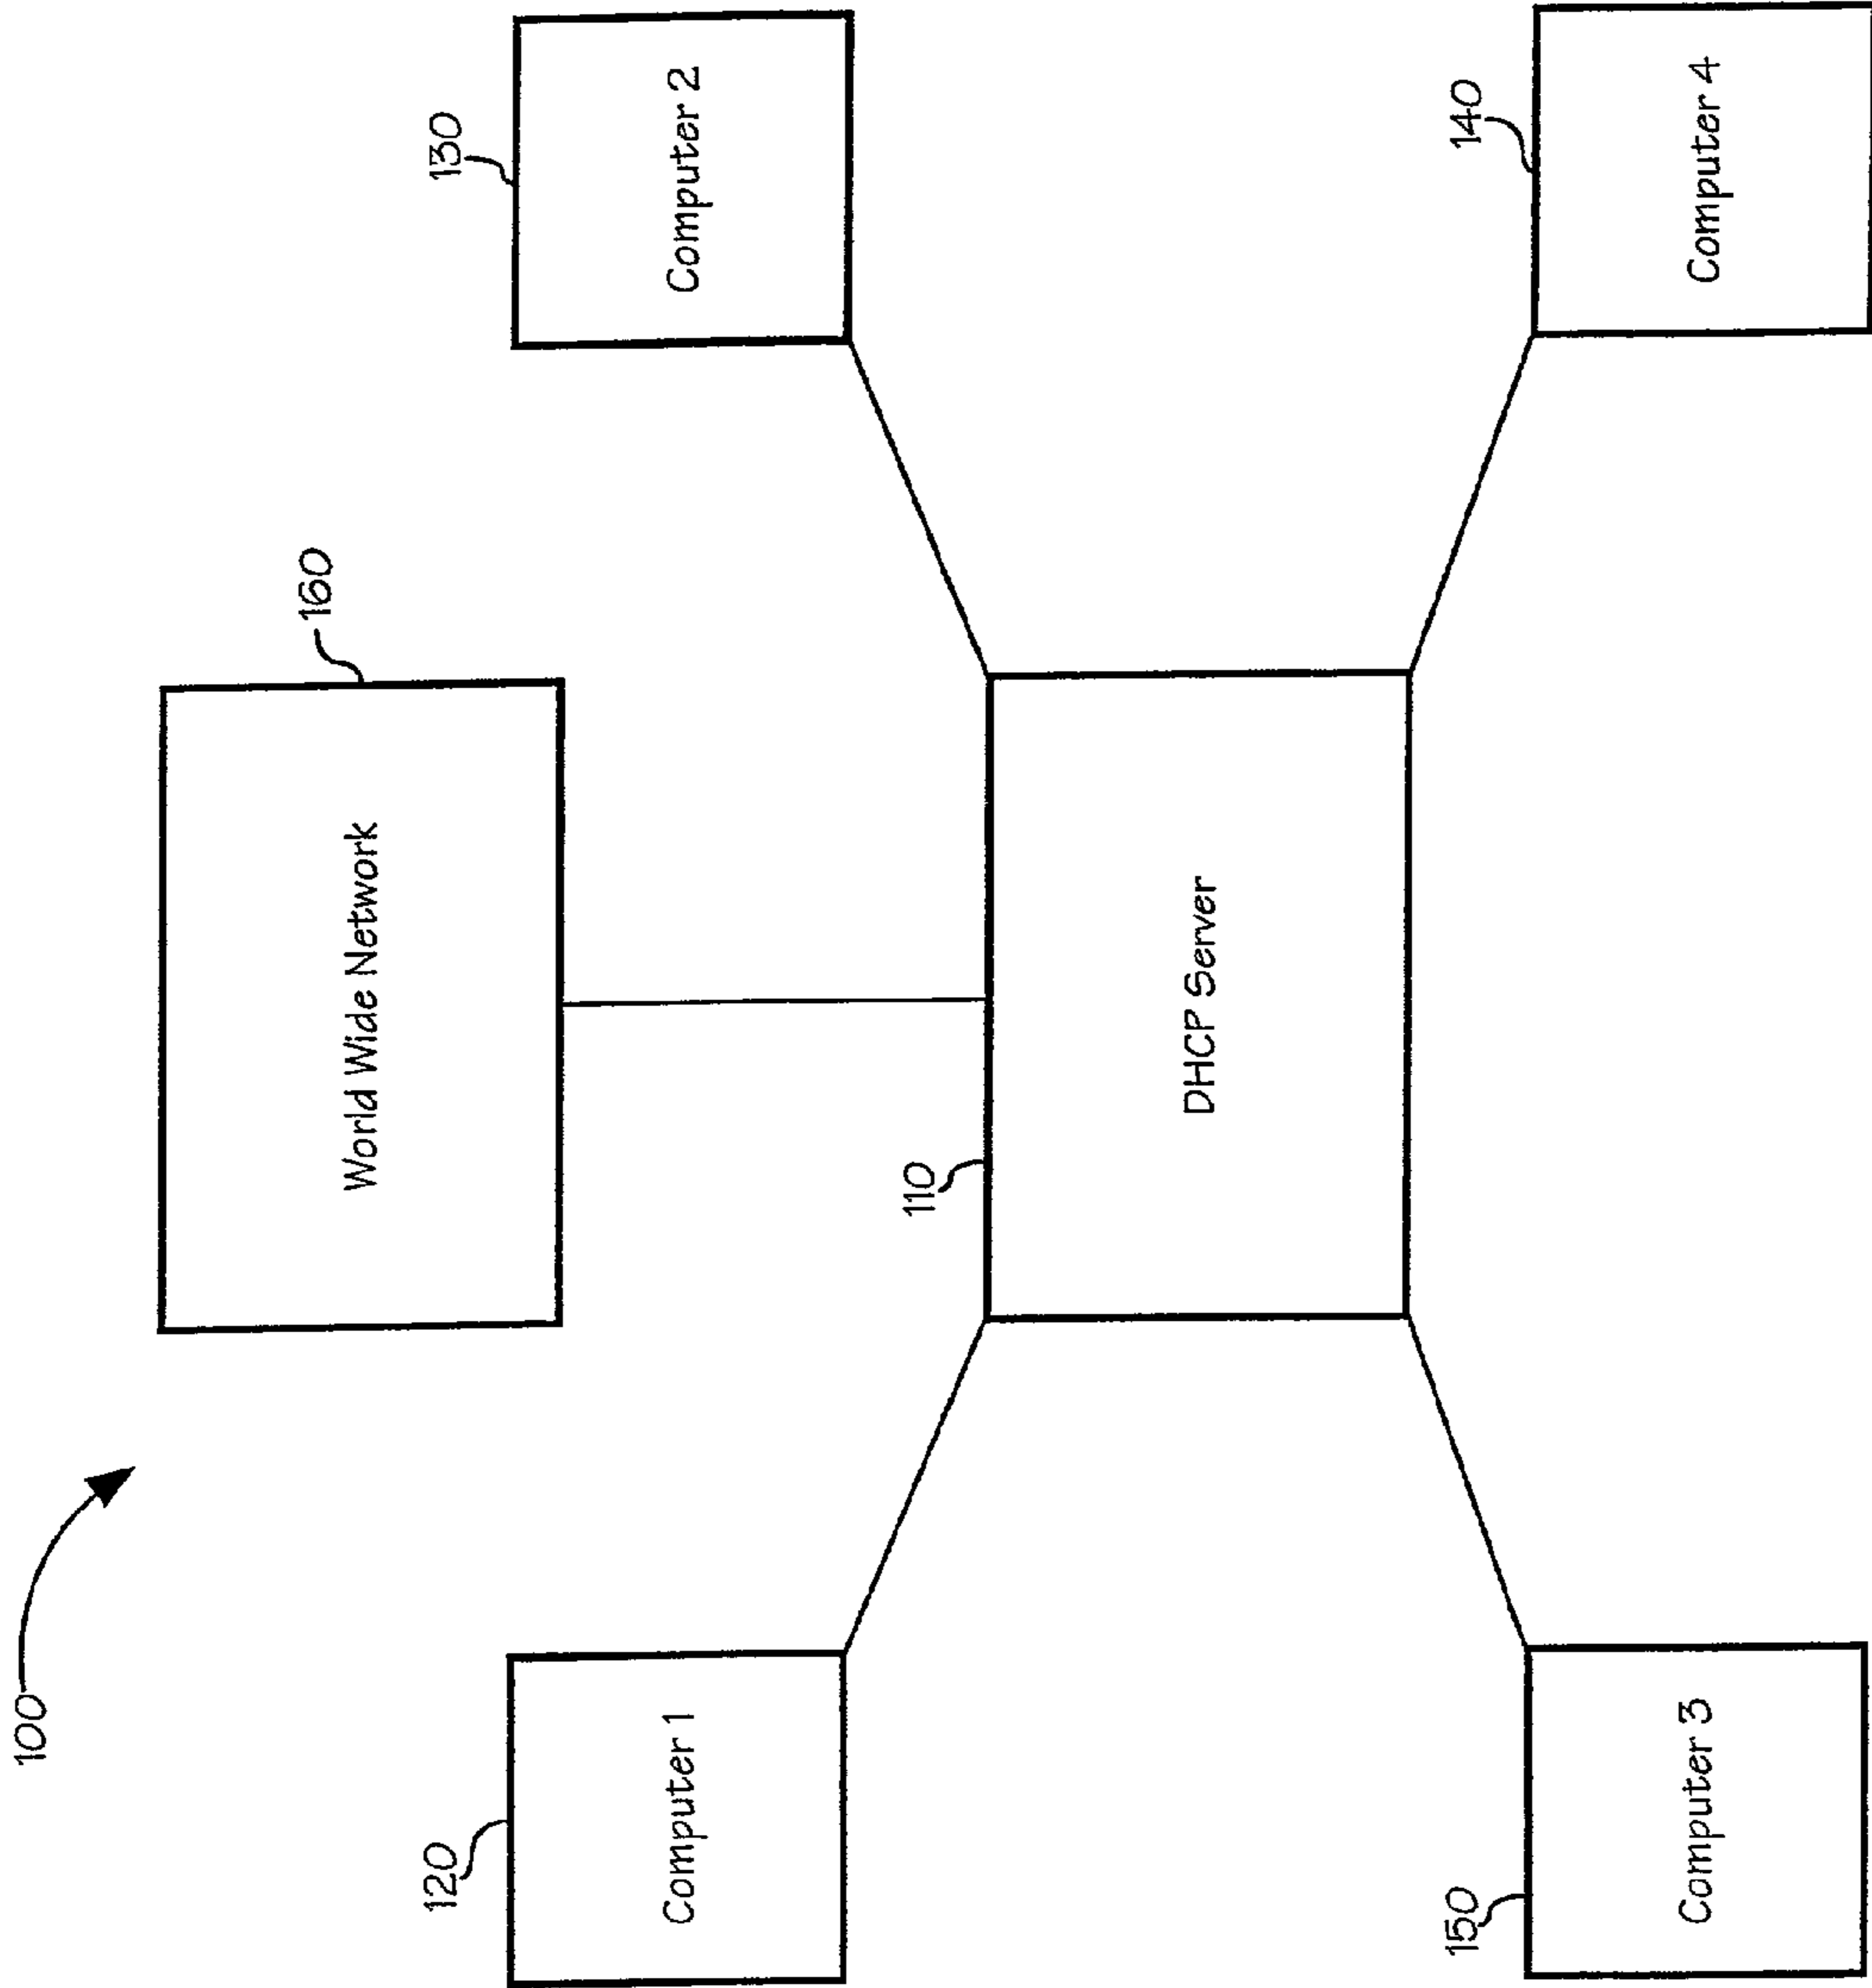 100
World Wide Network
160
120
Computer 1
130
Computer 2
110
DHCP Server
150
Computer 3
140
Computer 4